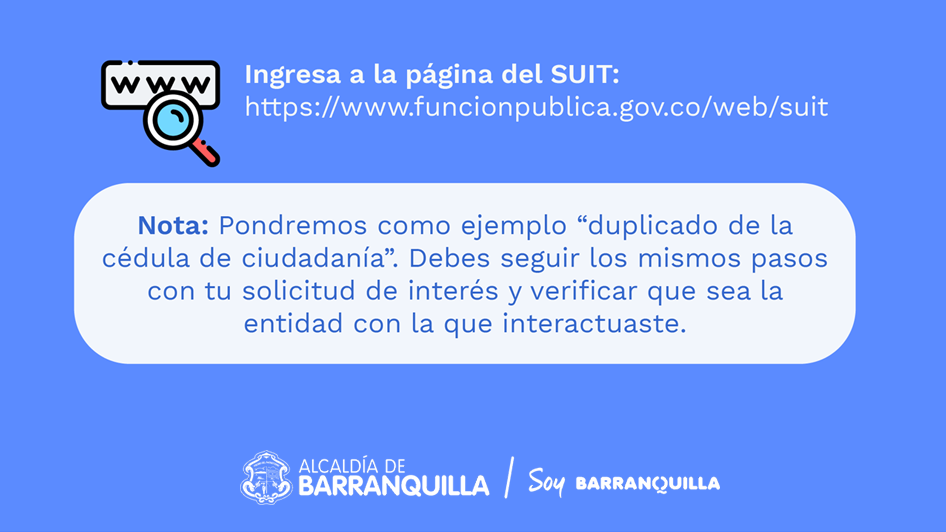 WWW
Ingresa a la página del SUIT:
https://www.funcionpublica.gov.co/web/suit
Nota: Pondremos como ejemplo “duplicado de la
cédula de ciudadanía”. Debes seguir los mismos pasos
con tu solicitud de interés y verificar que sea la
entidad con la que interactuaste.
ALCALDÍA DE
BARRANQUILLA
Soy BARRANQUILLA